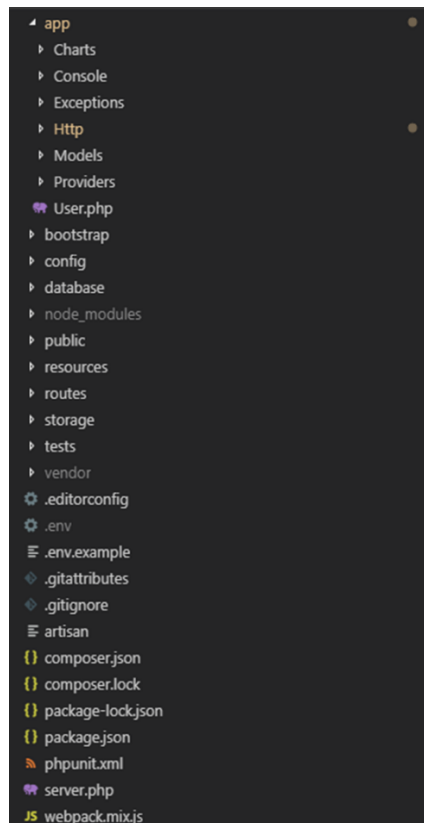 app
Charts
Console
Exceptions
Http
Models
Providers
User.php
bootstrap
config
database
node_modules
public
resources
routes
storage
tests
vendor
.editorconfig
.env
.env.example
.gitattributes
.gitignore
artisan
{} composer.json
{} composer.lock
{} package-lock.json
{} package.json
phpunit.xml
server.php
JS webpack.mix.js